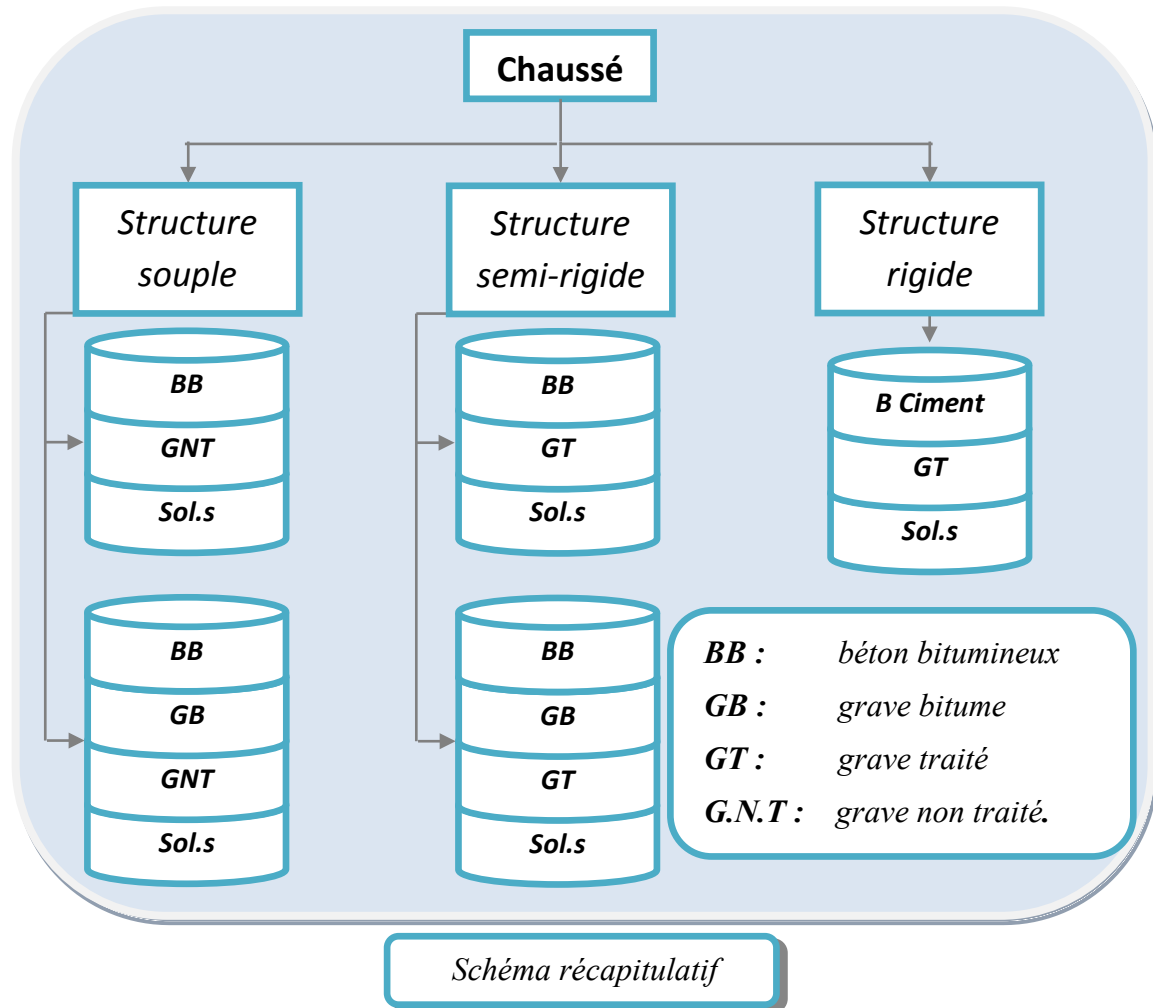 Chaussé
Structure
souple
Structure
semi-rigide
Structure
rigide
BB
GNT
Sol.s
BB
GT
Sol.s
B Ciment
GT
Sol.s
BB
GB
GNT
Sol.s
BB
GB
GT
Sol.s
BB : béton bitumineux
GB : grave bitume
GT : grave traité
G.N.T : grave non traité.
Schéma récapitulatif